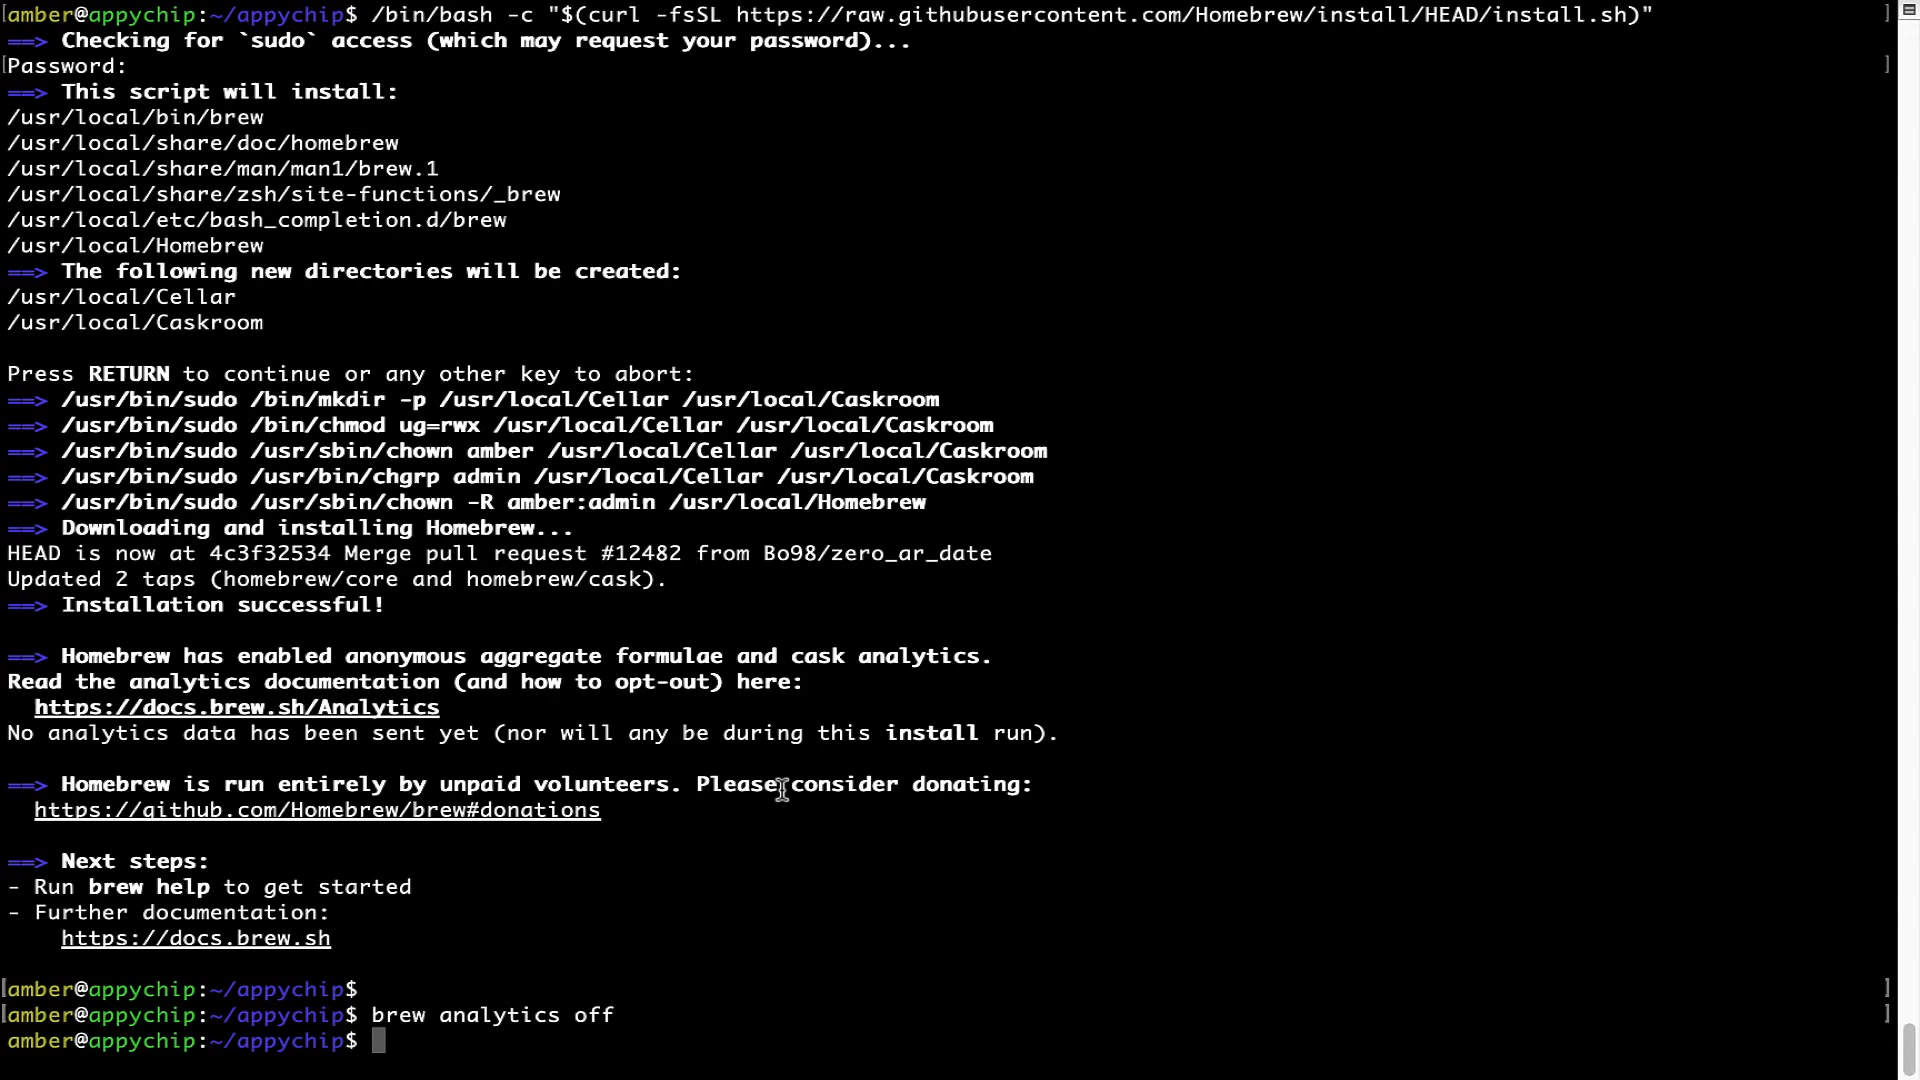 [amber@appychip:~/appychip$ /bin/bash -c "$(curl -fsSL https://raw.githubusercontent.com/Homebrew/install/HEAD/install.sh)" ]
==> Checking for `sudo` access (which may request your password)...
[Password: ]
==> This script will install:
/usr/local/bin/brew
/usr/local/share/doc/homebrew
/usr/local/share/man/man1/brew.1
/usr/local/share/zsh/site-functions/_brew
/usr/local/etc/bash_completion.d/brew
/usr/local/Homebrew
==> The following new directories will be created:
/usr/local/Cellar
/usr/local/Caskroom
Press RETURN to continue or any other key to abort:
==> /usr/bin/sudo /bin/mkdir -p /usr/local/Cellar /usr/local/Caskroom
==> /usr/bin/sudo /bin/chmod ug=rwx /usr/local/Cellar /usr/local/Caskroom
==> /usr/bin/sudo /usr/sbin/chown amber /usr/local/Cellar /usr/local/Caskroom
==> /usr/bin/sudo /usr/bin/chgrp admin /usr/local/Cellar /usr/local/Caskroom
==> /usr/bin/sudo /usr/sbin/chown -R amber:admin /usr/local/Homebrew
==> Downloading and installing Homebrew...
HEAD is now at 4c3f32534 Merge pull request #12482 from Bo98/zero_ar_date
Updated 2 taps (homebrew/core and homebrew/cask).
==> Installation successful!
==> Homebrew has enabled anonymous aggregate formulae and cask analytics.
Read the analytics documentation (and how to opt-out) here:
https://docs.brew.sh/Analytics
No analytics data has been sent yet (nor will any be during this install run).
==> Homebrew is run entirely by unpaid volunteers. Please consider donating:
https://github.com/Homebrew/brew#donations
==> Next steps:
- Run brew help to get started
- Further documentation:
https://docs.brew.sh
[amber@appychip:~/appychip$ ]
[amber@appychip:~/appychip$ brew analytics off ]
amber@appychip:~/appychip$